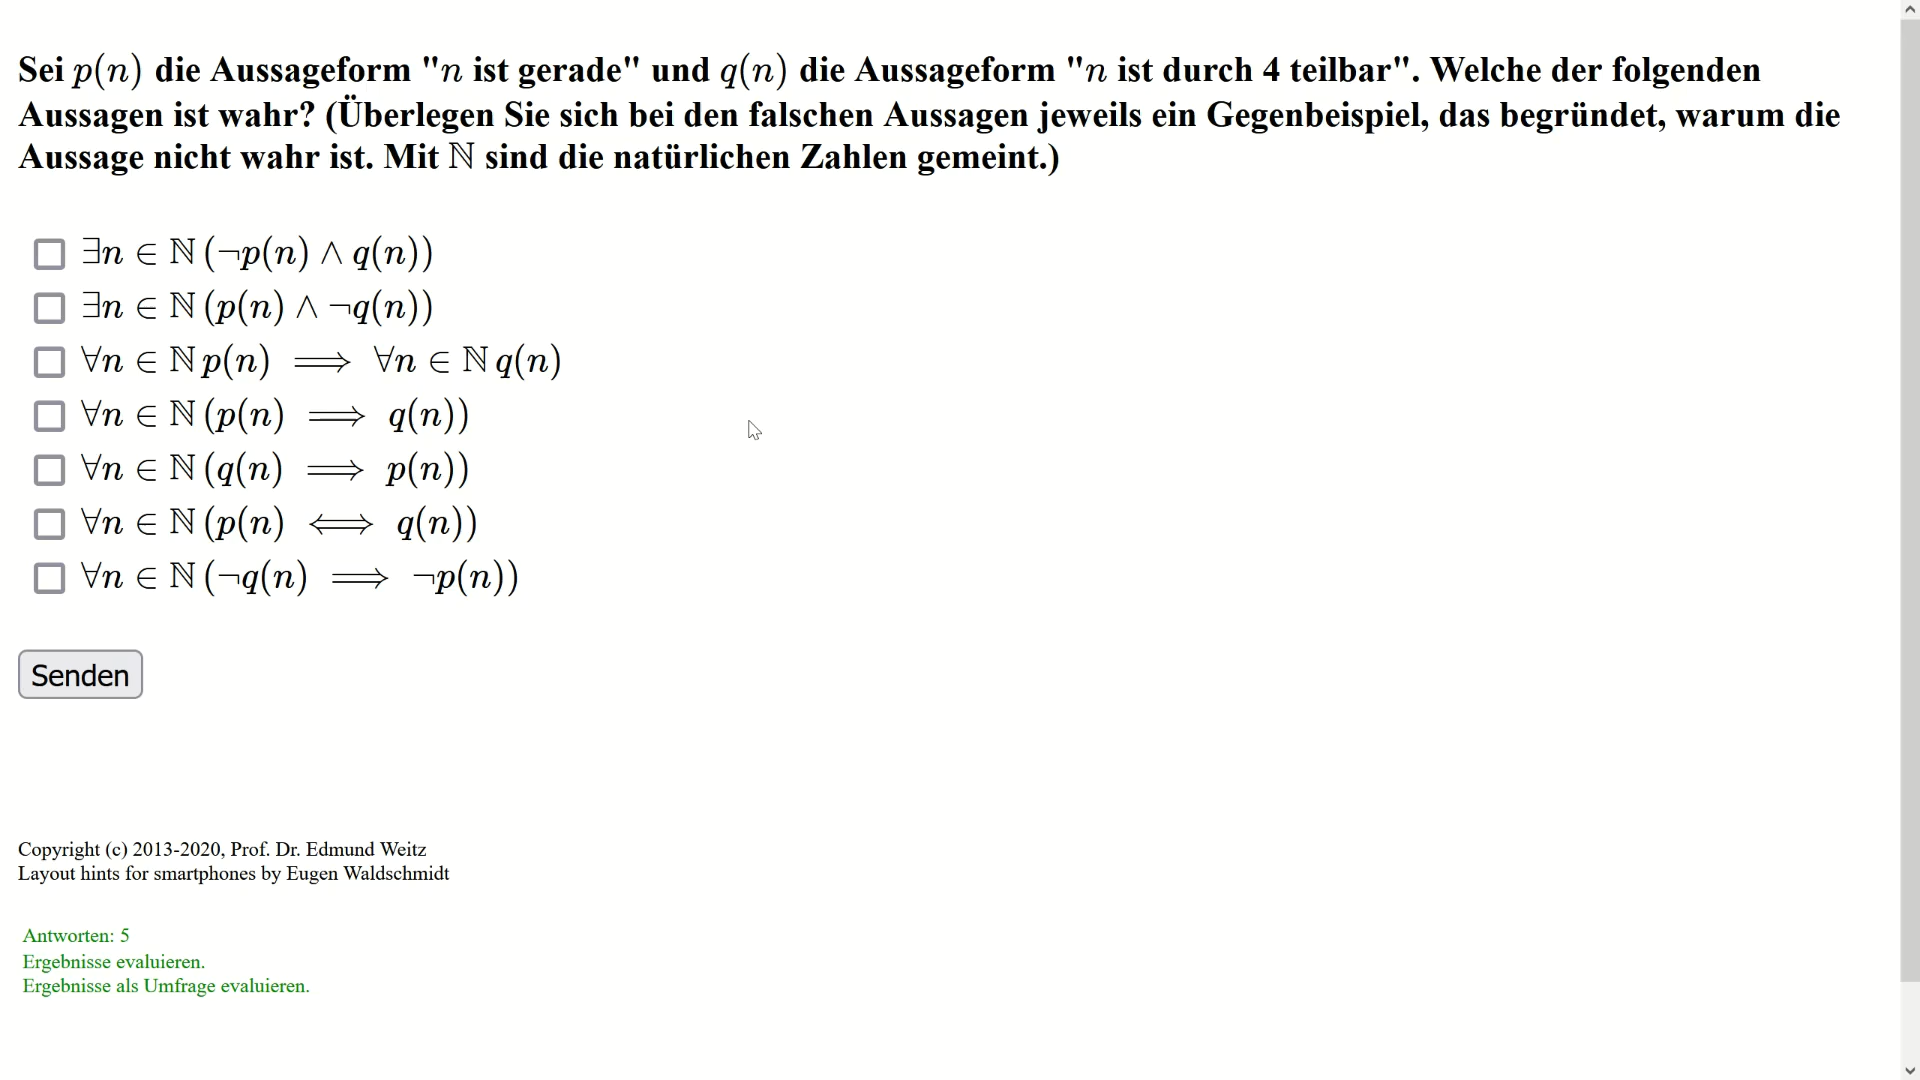 Sei p(n) die Aussageform "n ist gerade" und q(n) die Aussageform "n ist durch 4 teilbar". Welche der folgenden
Aussagen ist wahr? (Überlegen Sie sich bei den falschen Aussagen jeweils ein Gegenbeispiel, das begründet, warum die
Aussage nicht wahr ist. Mit ℕ sind die natürlichen Zahlen gemeint.)
∃n ∈ ℕ (¬p(n) ∧ q(n))
∃n ∈ ℕ (p(n) ∧ ¬q(n))
∀n ∈ ℕ p(n) ⟹ ∀n ∈ ℕ q(n)
∀n ∈ ℕ (p(n) ⟹ q(n))
∀n ∈ ℕ (q(n) ⟹ p(n))
∀n ∈ ℕ (p(n) ⟺ q(n))
∀n ∈ ℕ (¬q(n) ⟹ ¬p(n))
Senden
Copyright (c) 2013-2020, Prof. Dr. Edmund Weitz
Layout hints for smartphones by Eugen Waldschmidt
Antworten: 5
Ergebnisse evaluieren.
Ergebnisse als Umfrage evaluieren.